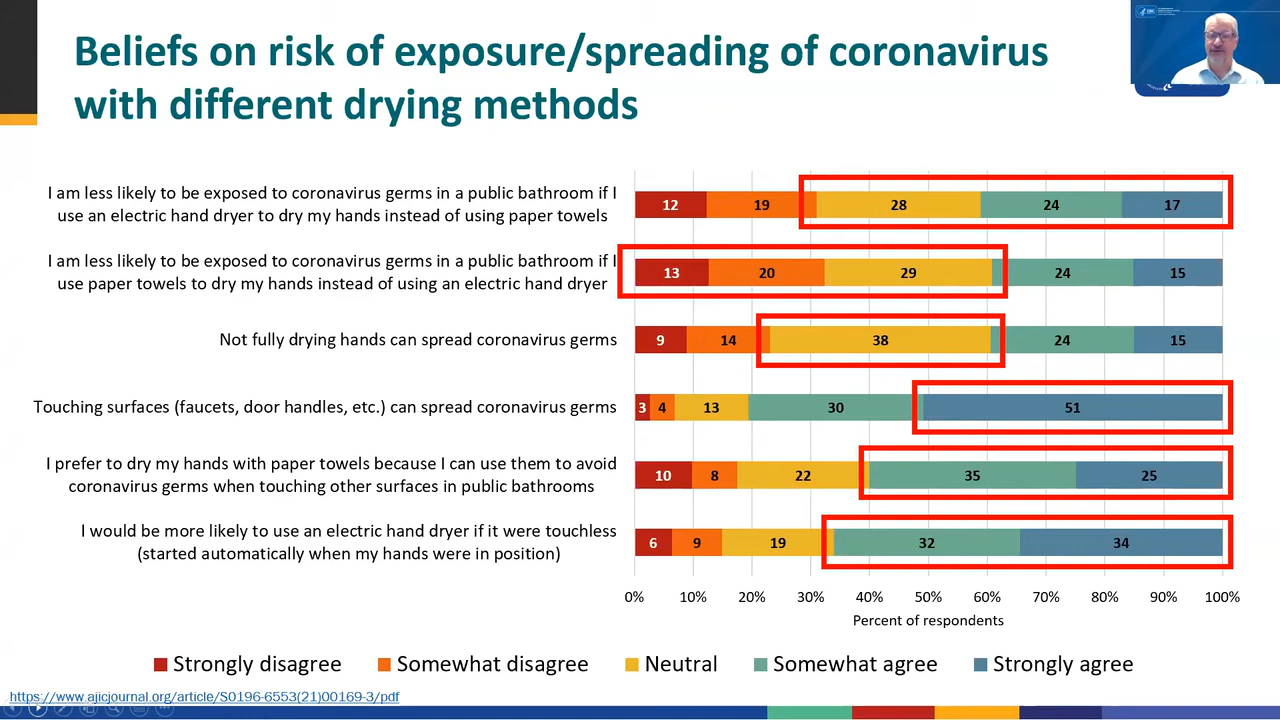 Beliefs on risk of exposure/spreading of coronavirus
with different drying methods
I am less likely to be exposed to coronavirus germs in a public bathroom if I
use an electric hand dryer to dry my hands instead of using paper towels
12 19 28 24 17
I am less likely to be exposed to coronavirus germs in a public bathroom if I
use paper towels to dry my hands instead of using an electric hand dryer
13 20 29 24 15
Not fully drying hands can spread coronavirus germs
9 14 38 24 15
Touching surfaces (faucets, door handles, etc.) can spread coronavirus germs
3 4 13 30 51
I prefer to dry my hands with paper towels because I can use them to avoid
coronavirus germs when touching other surfaces in public bathrooms
10 8 22 35 25
I would be more likely to use an electric hand dryer if it were touchless
(started automatically when my hands were in position)
6 9 19 32 34
0% 10% 20% 30% 40% 50% 60% 70% 80% 90% 100%
Percent of respondents
Strongly disagree Somewhat disagree Neutral Somewhat agree Strongly agree
https://www.ajicjournal.org/article/S0196-6553(21)00169-3/pdf